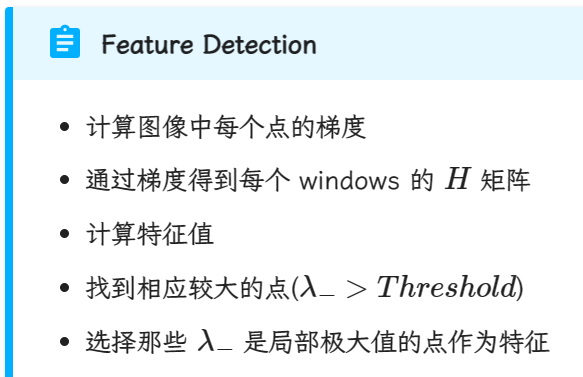 Feature Detection
• 计算图像中每个点的梯度
• 通过梯度得到每个 windows 的 H 矩阵
• 计算特征值
• 找到相应较大的点(λ₋ > Threshold)
• 选择那些 λ₋ 是局部极大值的点作为特征